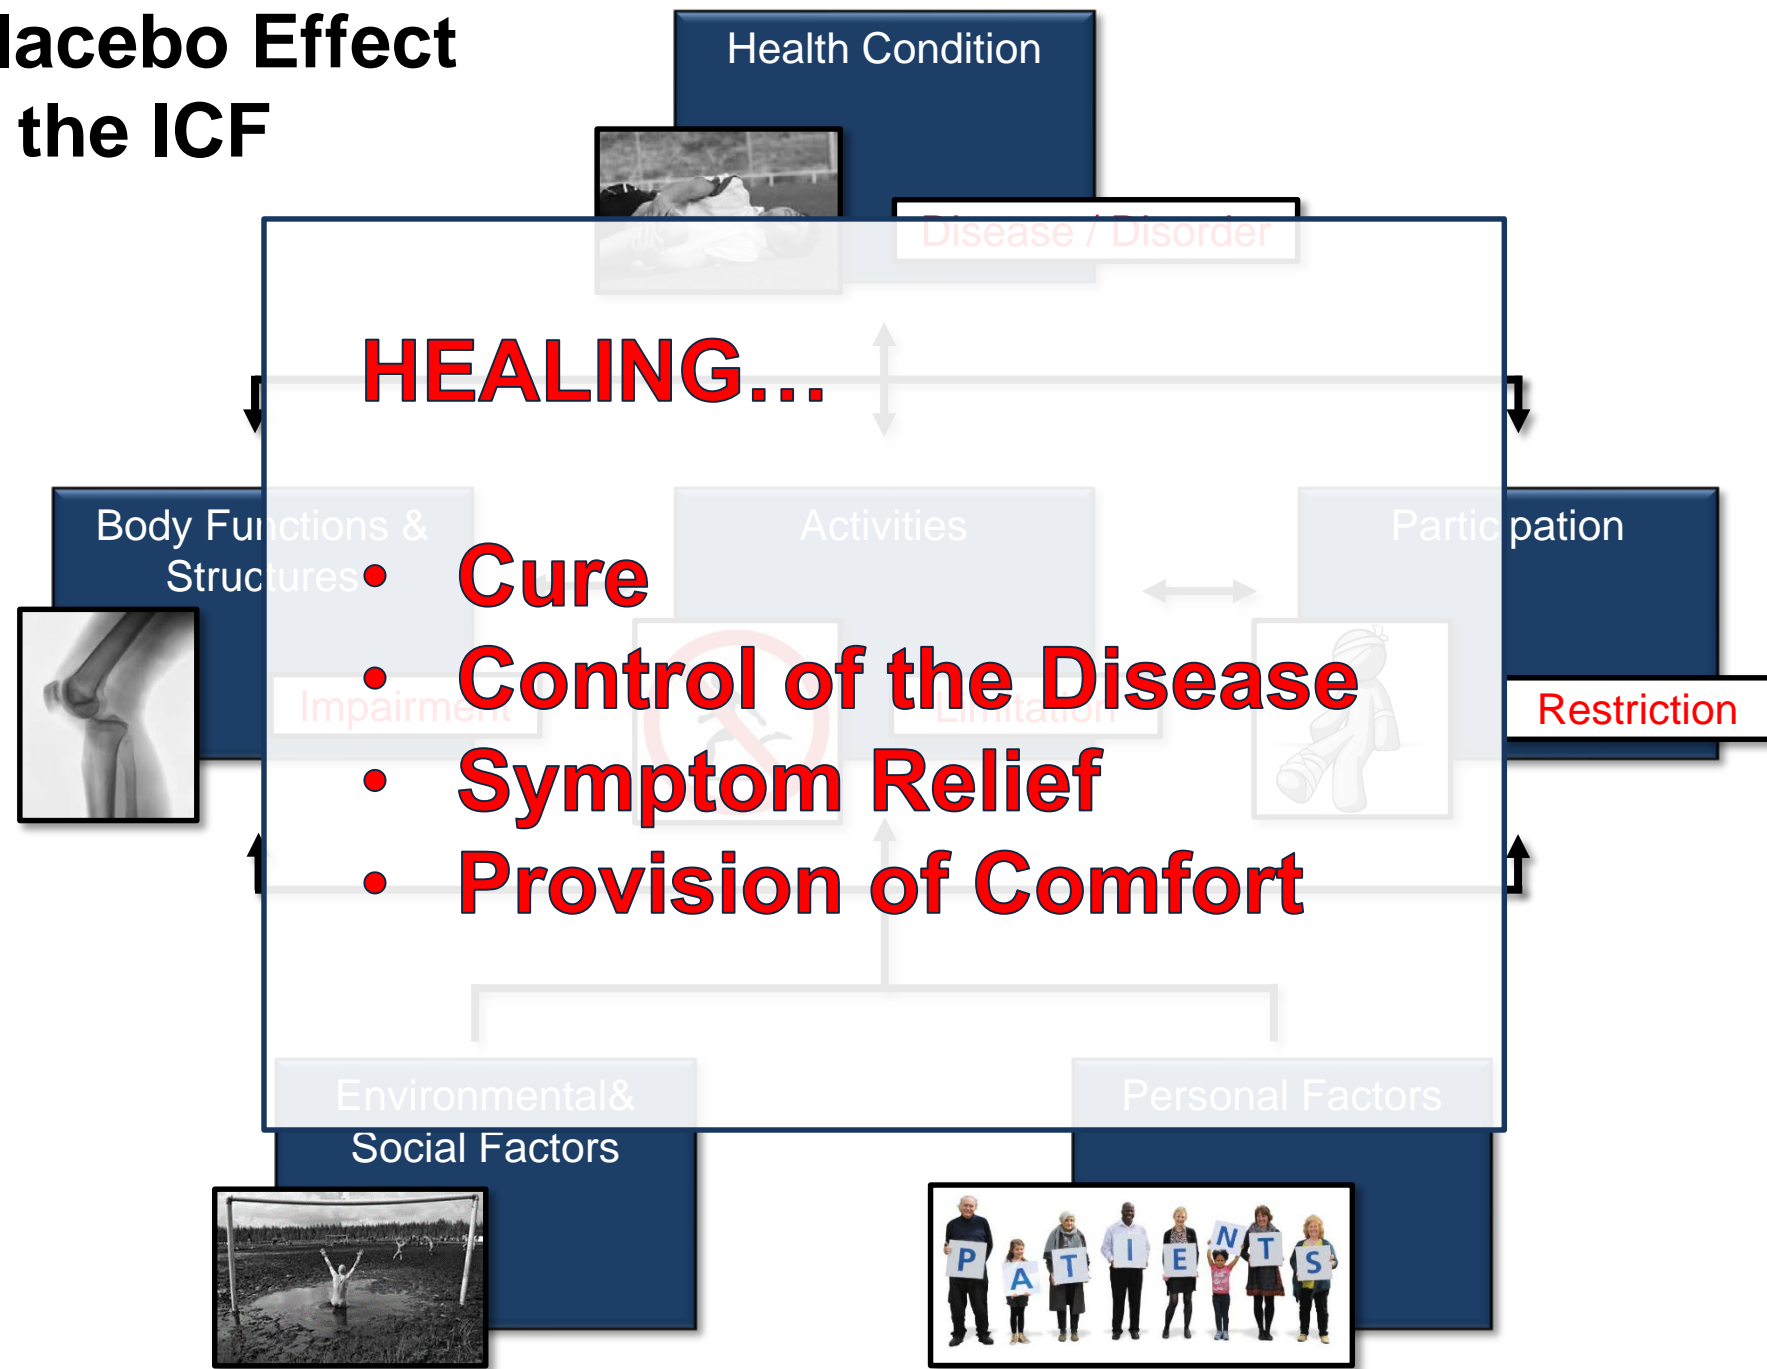 lacebo Effect
the ICF
Health Condition
Disease / Disorder
HEALING...
Body Functions &
Structures
Activities
Participation
• Cure
• Control of the Disease
Impairment
Limitation
Restriction
• Symptom Relief
• Provision of Comfort
Environmental&
Social Factors
Personal Factors
PATIENTS